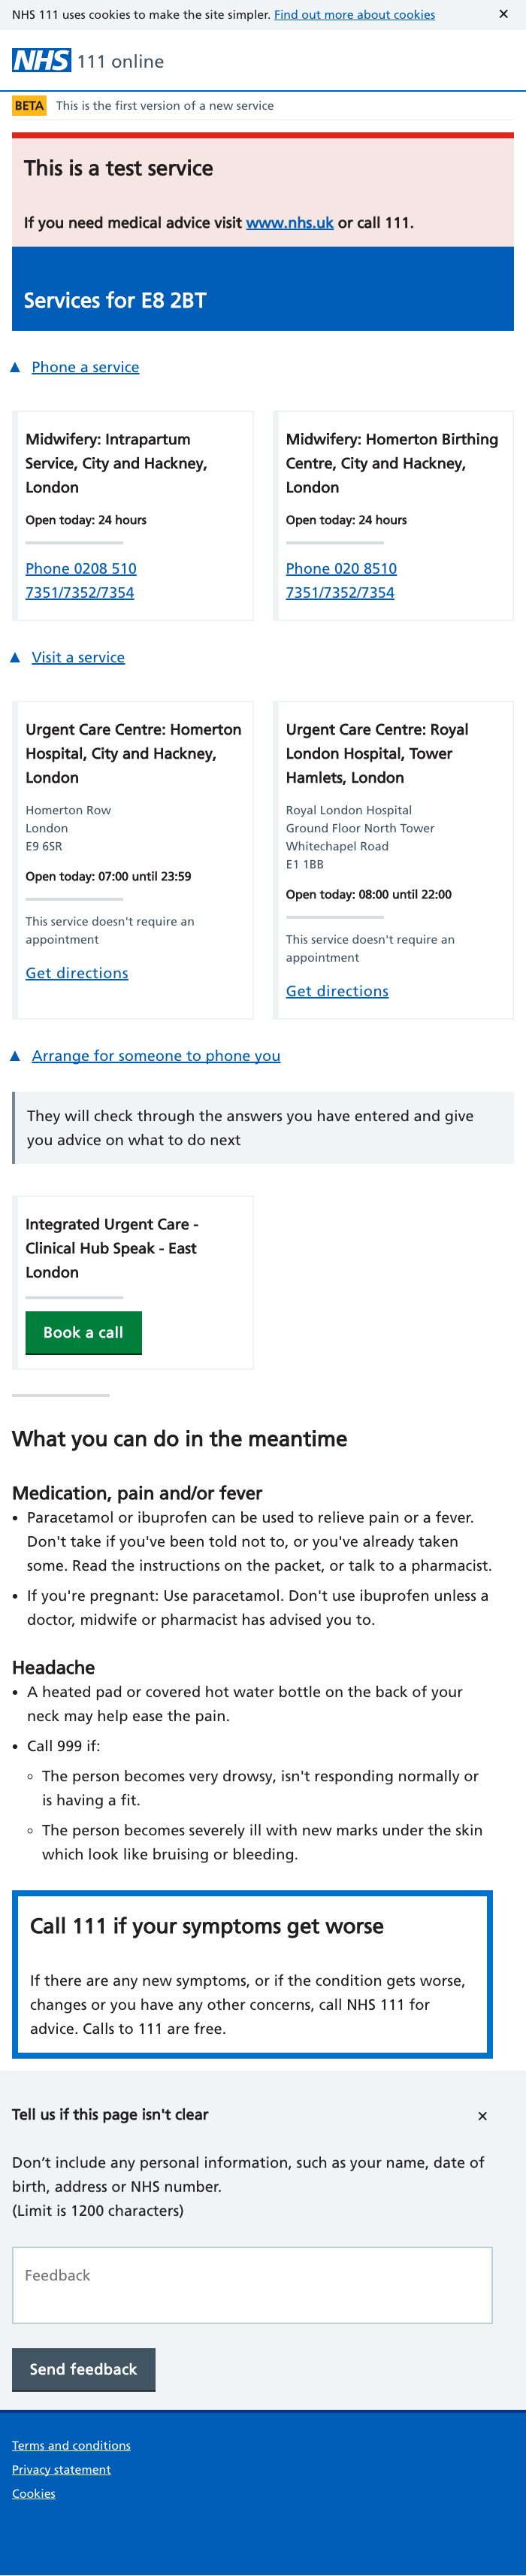 NHS 111 uses cookies to make the site simpler. Find out more about cookies ✕
NHS 111 online
BETA This is the first version of a new service
This is a test service
If you need medical advice visit www.nhs.uk or call 111.
Services for E8 2BT
▲ Phone a service
Midwifery: Intrapartum
Service, City and Hackney,
London
Open today: 24 hours
Phone 0208 510
7351/7352/7354
Midwifery: Homerton Birthing
Centre, City and Hackney,
London
Open today: 24 hours
Phone 020 8510
7351/7352/7354
▲ Visit a service
Urgent Care Centre: Homerton
Hospital, City and Hackney,
London
Homerton Row
London
E9 6SR
Open today: 07:00 until 23:59
This service doesn't require an
appointment
Get directions
Urgent Care Centre: Royal
London Hospital, Tower
Hamlets, London
Royal London Hospital
Ground Floor North Tower
Whitechapel Road
E1 1BB
Open today: 08:00 until 22:00
This service doesn't require an
appointment
Get directions
▲ Arrange for someone to phone you
They will check through the answers you have entered and give
you advice on what to do next
Integrated Urgent Care -
Clinical Hub Speak - East
London
Book a call
What you can do in the meantime
Medication, pain and/or fever
• Paracetamol or ibuprofen can be used to relieve pain or a fever.
Don't take if you've been told not to, or you've already taken
some. Read the instructions on the packet, or talk to a pharmacist.
• If you're pregnant: Use paracetamol. Don't use ibuprofen unless a
doctor, midwife or pharmacist has advised you to.
Headache
• A heated pad or covered hot water bottle on the back of your
neck may help ease the pain.
• Call 999 if:
◦ The person becomes very drowsy, isn't responding normally or
is having a fit.
◦ The person becomes severely ill with new marks under the skin
which look like bruising or bleeding.
Call 111 if your symptoms get worse
If there are any new symptoms, or if the condition gets worse,
changes or you have any other concerns, call NHS 111 for
advice. Calls to 111 are free.
Tell us if this page isn't clear ✕
Don’t include any personal information, such as your name, date of
birth, address or NHS number.
(Limit is 1200 characters)
Feedback
Send feedback
Terms and conditions
Privacy statement
Cookies